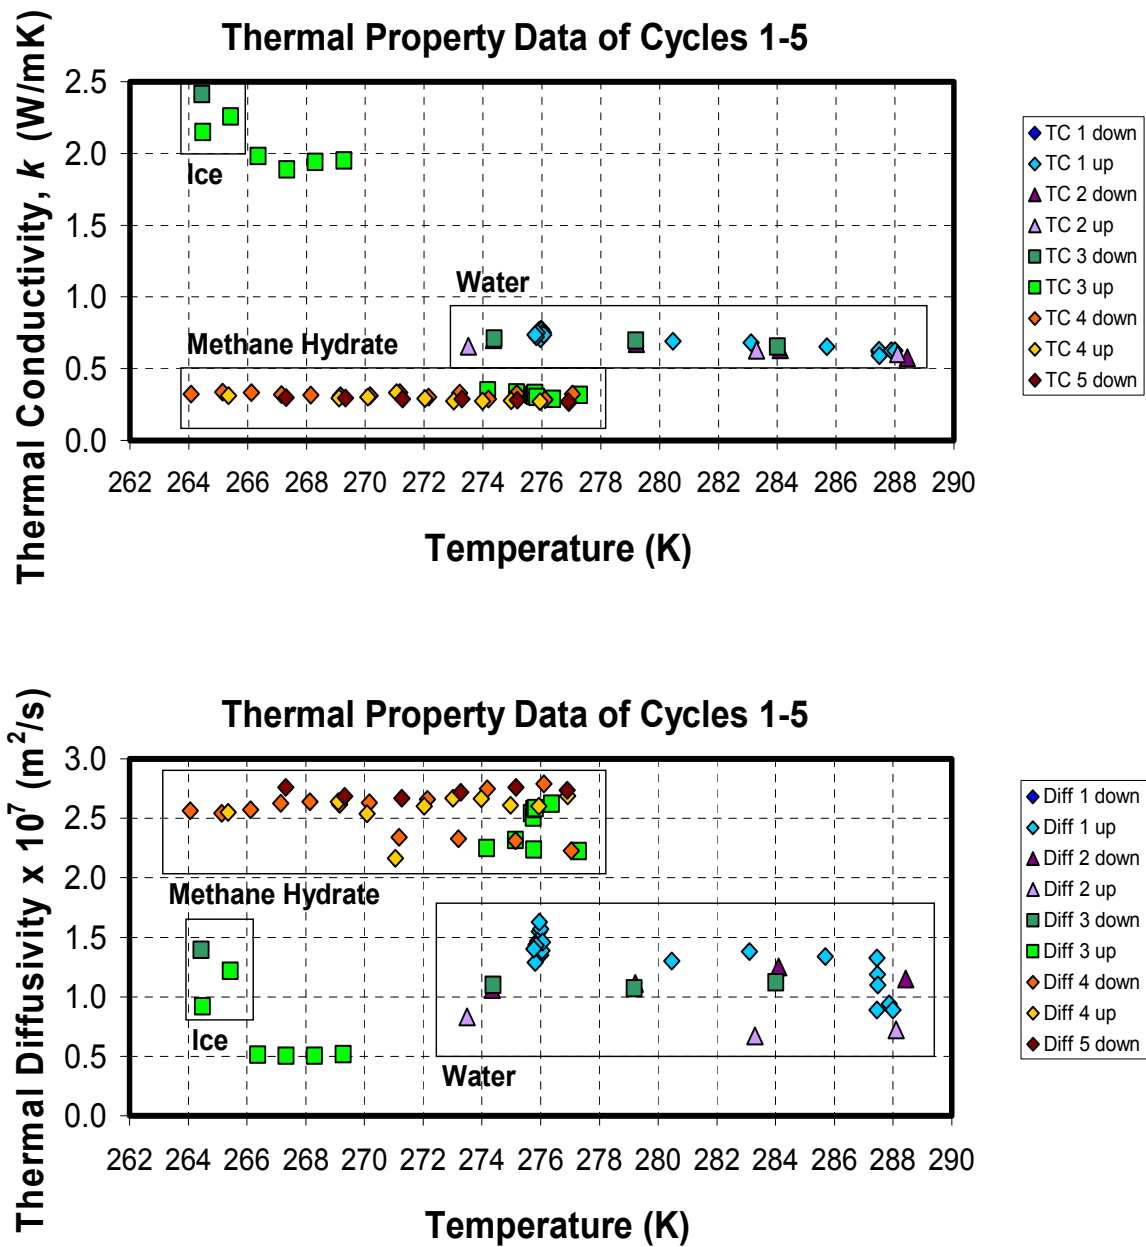 Thermal Property Data of Cycles 1-5
Thermal Conductivity, k (W/mK)
2.5
2.0
1.5
1.0
0.5
0.0
Ice
Water
Methane Hydrate
262 264 266 268 270 272 274 276 278 280 282 284 286 288 290
Temperature (K)
TC 1 down
TC 1 up
TC 2 down
TC 2 up
TC 3 down
TC 3 up
TC 4 down
TC 4 up
TC 5 down
Thermal Property Data of Cycles 1-5
Thermal Diffusivity x 10⁷ (m²/s)
3.0
2.5
2.0
1.5
1.0
0.5
0.0
Methane Hydrate
Ice
Water
262 264 266 268 270 272 274 276 278 280 282 284 286 288 290
Temperature (K)
Diff 1 down
Diff 1 up
Diff 2 down
Diff 2 up
Diff 3 down
Diff 3 up
Diff 4 down
Diff 4 up
Diff 5 down